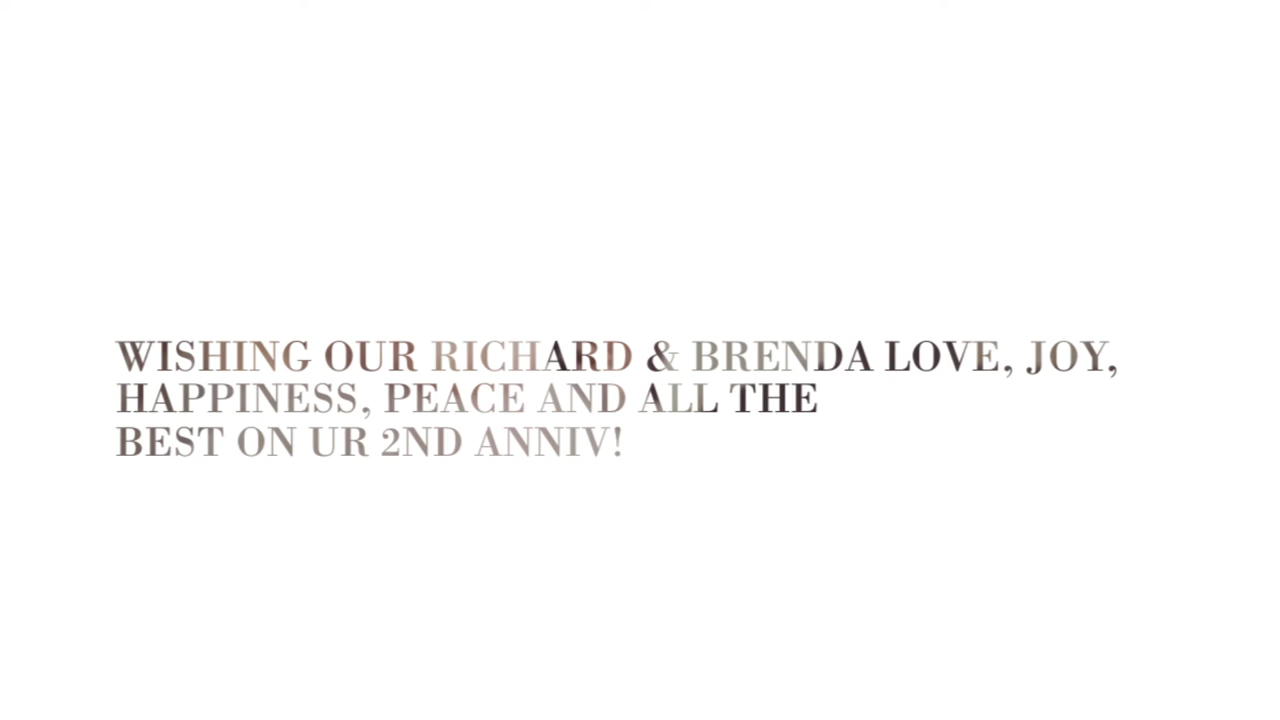 WISHING OUR RICHARD & BRENDA LOVE, JOY,
HAPPINESS, PEACE AND ALL THE
BEST ON UR 2ND ANNIV!